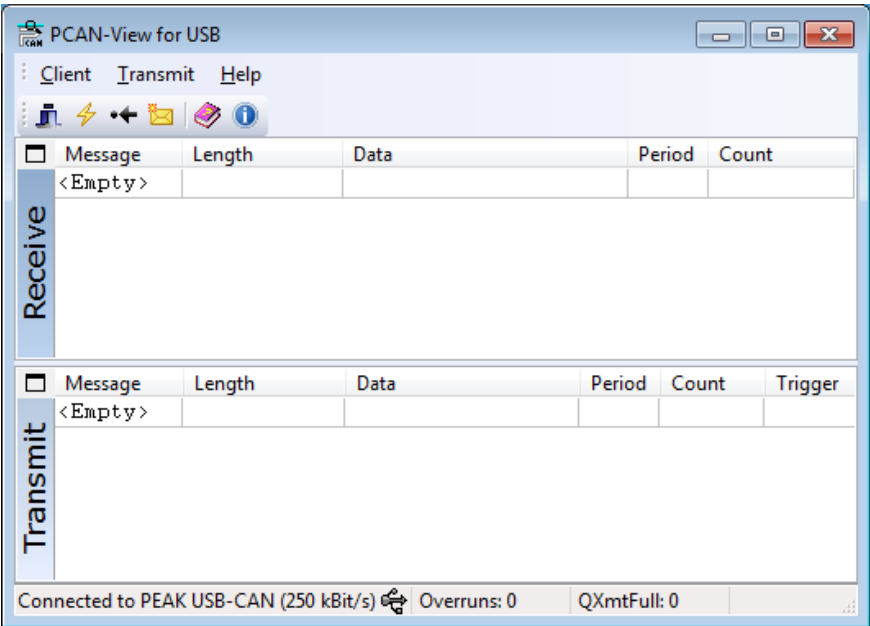 PCAN-View for USB
Client Transmit Help
Message Length Data Period Count
<Empty>
Receive
Message Length Data Period Count Trigger
<Empty>
Transmit
Connected to PEAK USB-CAN (250 kBit/s) Overruns: 0 QXmtFull: 0